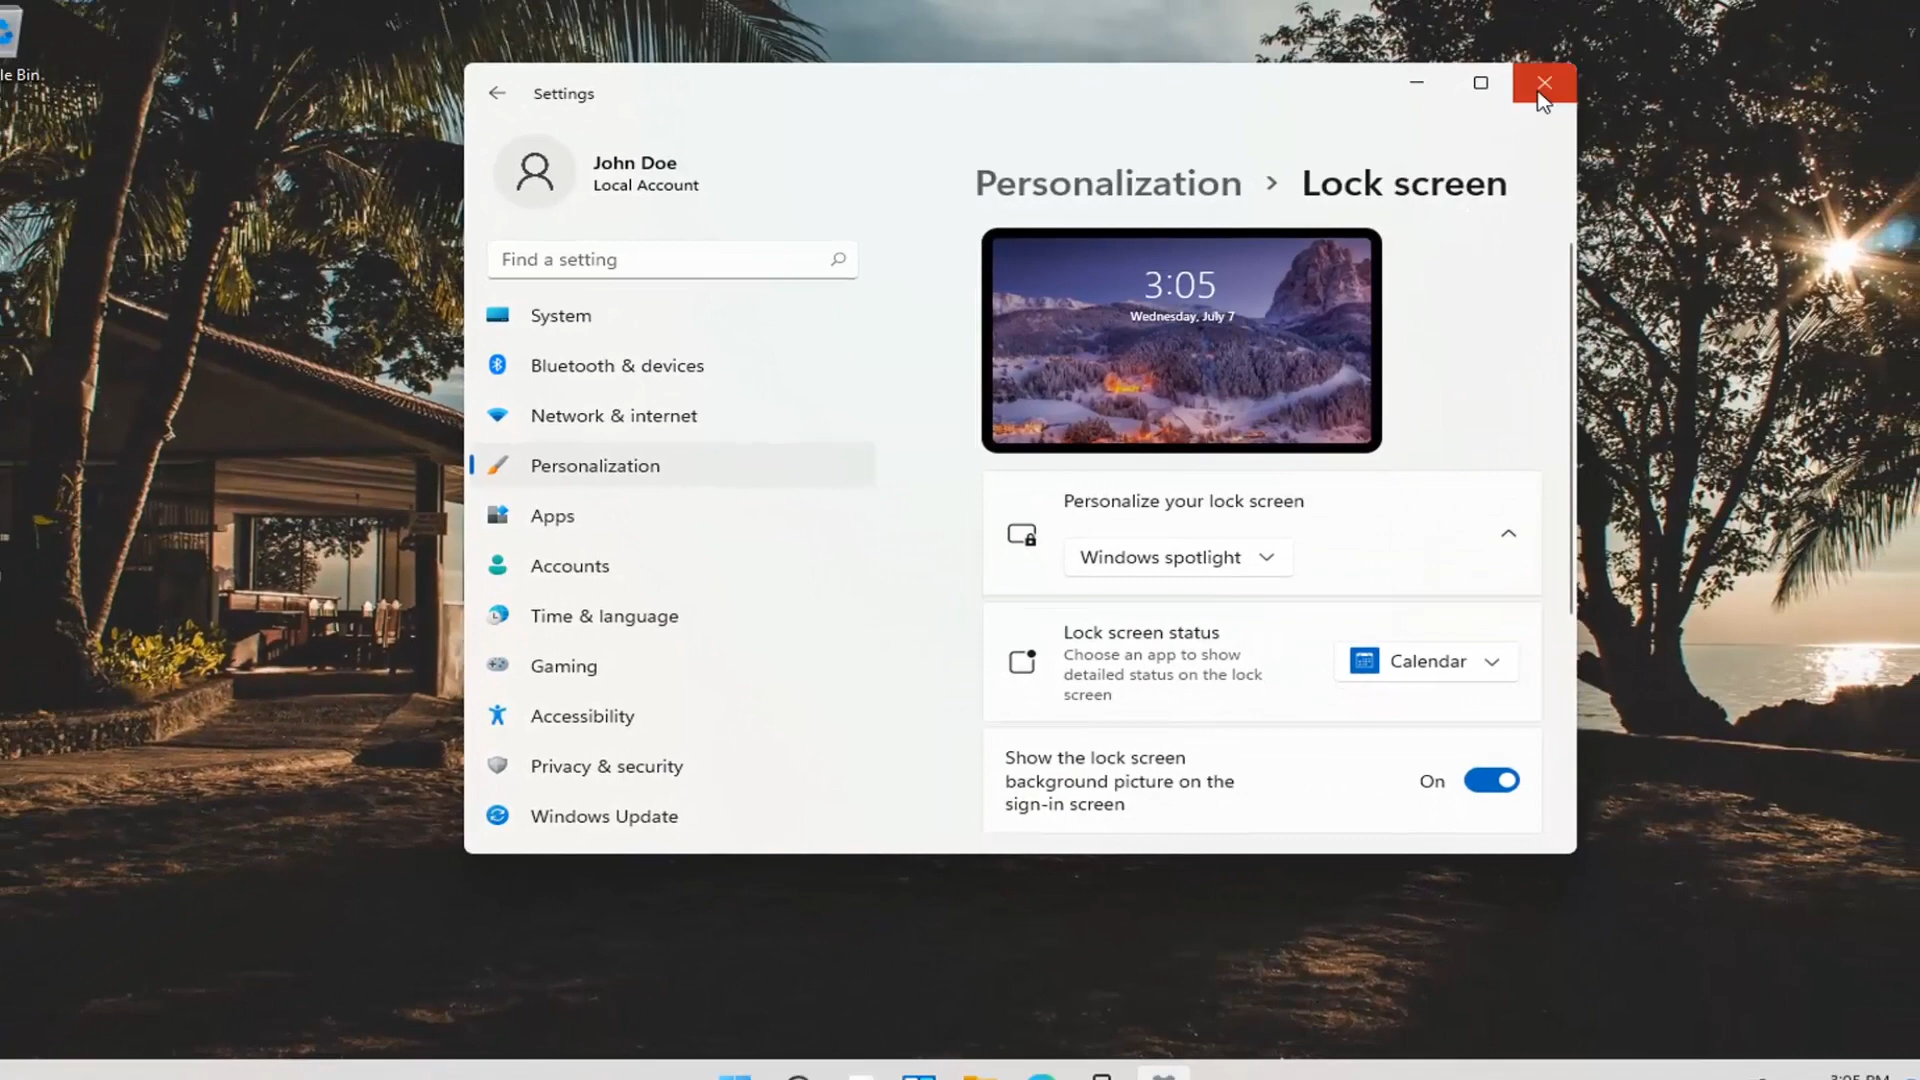 le Bin
Settings
John Doe
Local Account
Find a setting
System
Bluetooth & devices
Network & internet
Personalization
Apps
Accounts
Time & language
Gaming
Accessibility
Privacy & security
Windows Update
Personalization > Lock screen
3:05
Wednesday, July 7
Personalize your lock screen
Windows spotlight
Lock screen status
Choose an app to show
detailed status on the lock
screen
Calendar
Show the lock screen
background picture on the
sign-in screen
On
3:05 PM